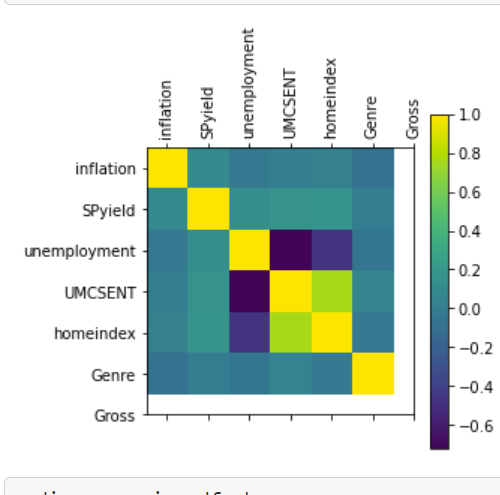 inflation
SPyield
unemployment
UMCSENT
homeindex
Genre
Gross
inflation
SPyield
unemployment
UMCSENT
homeindex
Genre
Gross
1.0
0.8
0.6
0.4
0.2
0.0
−0.2
−0.4
−0.6